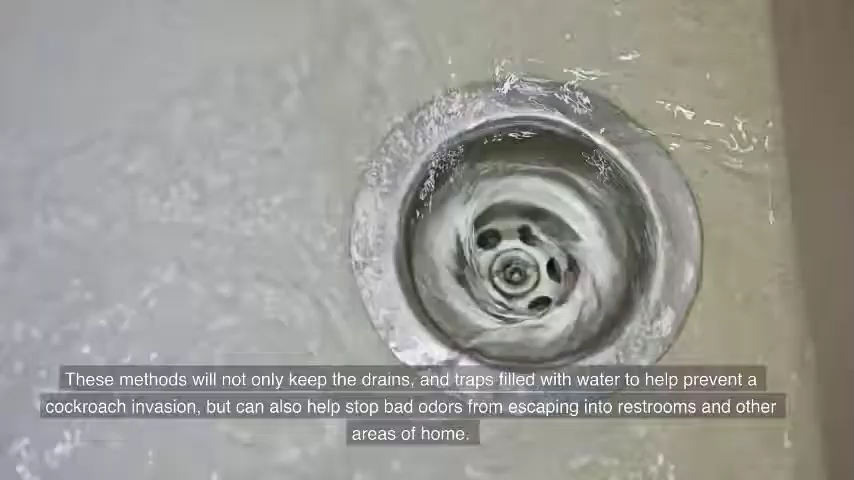 These methods will not only keep the drains, and traps filled with water to help prevent a
cockroach invasion, but can also help stop bad odors from escaping into restrooms and other
areas of home.